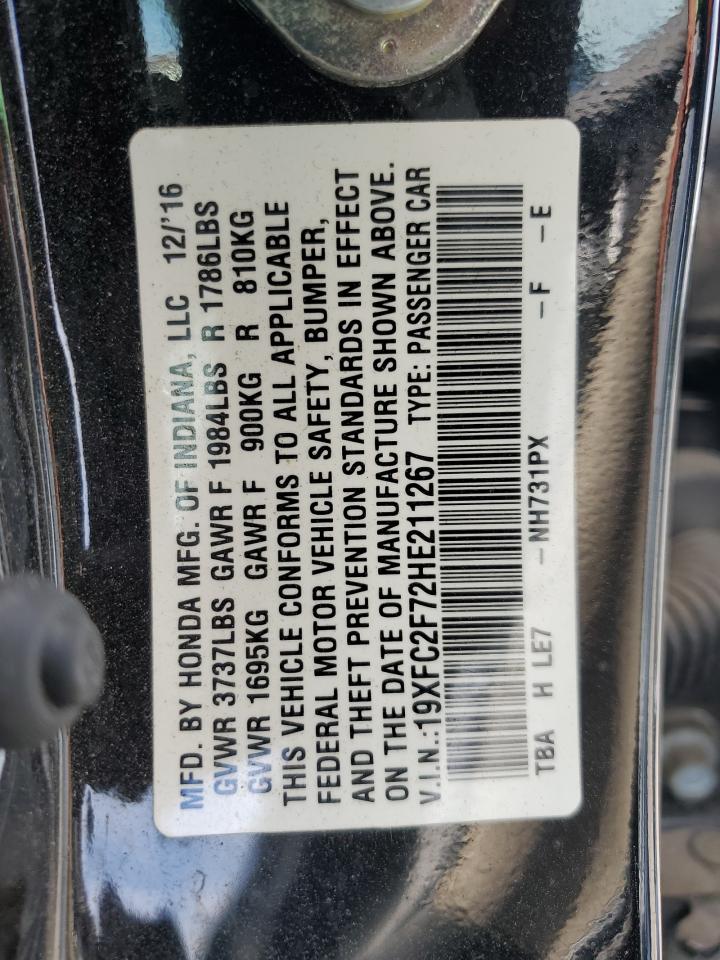 MFD. BY HONDA MFG. OF INDIANA, LLC 12/'16
GVWR 3737LBS GAWR F 1984LBS R 1786LBS
GVWR 1695KG GAWR F 900KG R 810KG
THIS VEHICLE CONFORMS TO ALL APPLICABLE
FEDERAL MOTOR VEHICLE SAFETY, BUMPER,
AND THEFT PREVENTION STANDARDS IN EFFECT
ON THE DATE OF MANUFACTURE SHOWN ABOVE.
V.I.N.:19XFC2F72HE211267 TYPE: PASSENGER CAR
TBA H LE7 –NH731PX –F –E